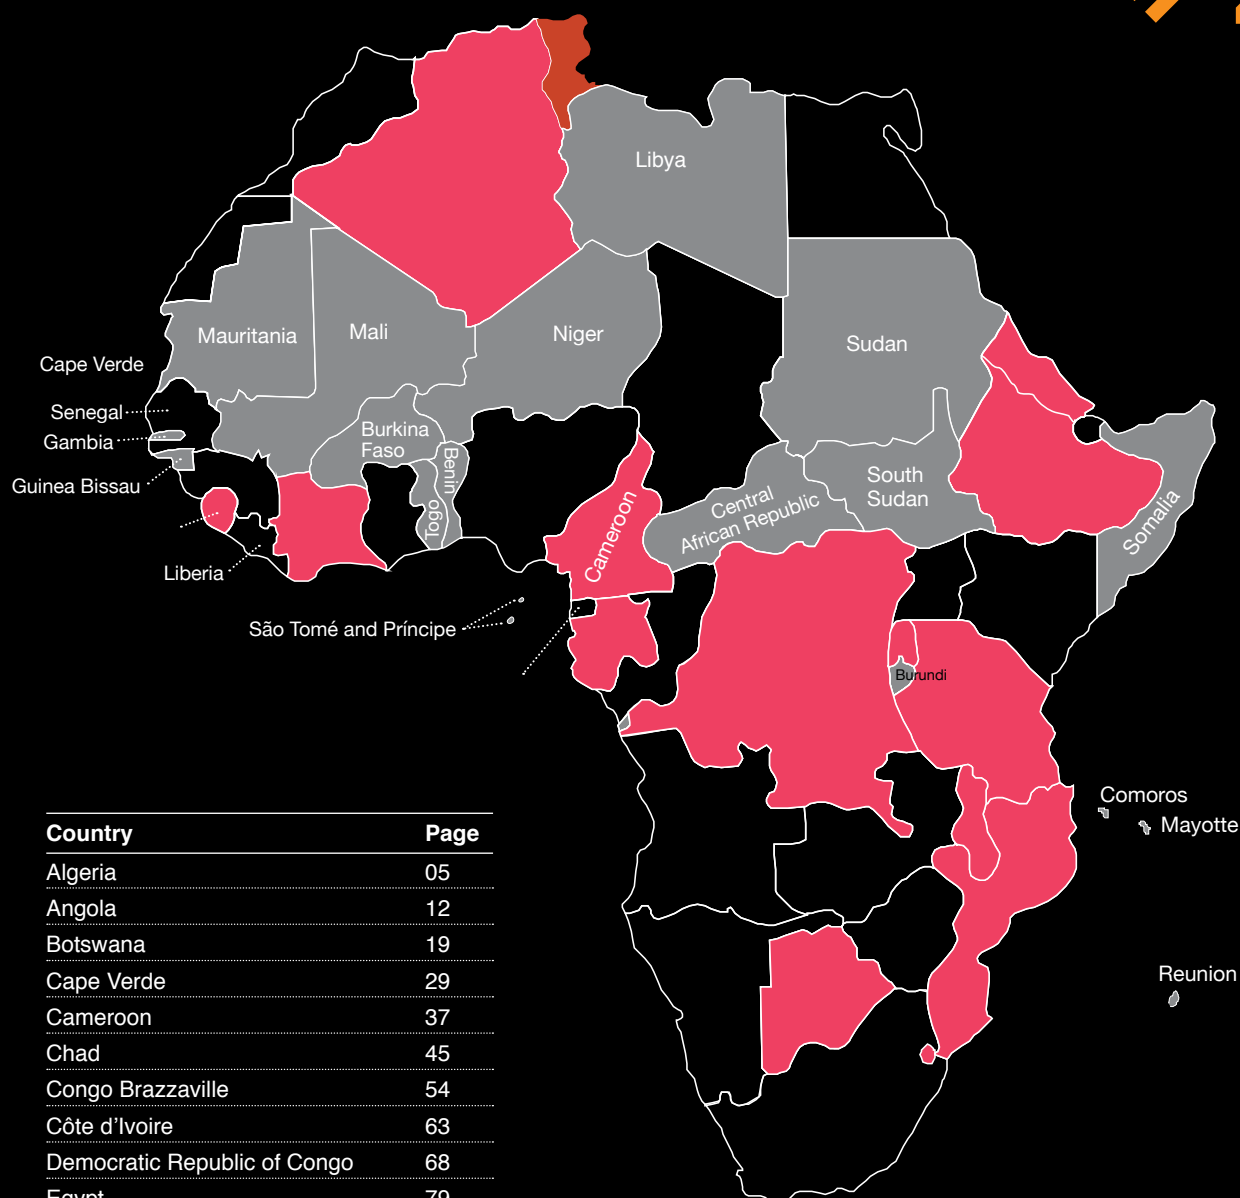 Libya
Mauritania
Mali
Niger
Sudan
Cape Verde
Senegal
Gambia
Guinea Bissau
Burkina
Faso
Benin
Togo
Cameroon
Central
African Republic
South
Sudan
Somalia
Liberia
São Tomé and Príncipe
Burundi
Comoros
Mayotte
Reunion
Country Page
Algeria 05
Angola 12
Botswana 19
Cape Verde 29
Cameroon 37
Chad 45
Congo Brazzaville 54
Côte d'Ivoire 63
Democratic Republic of Congo 68
Egypt 79